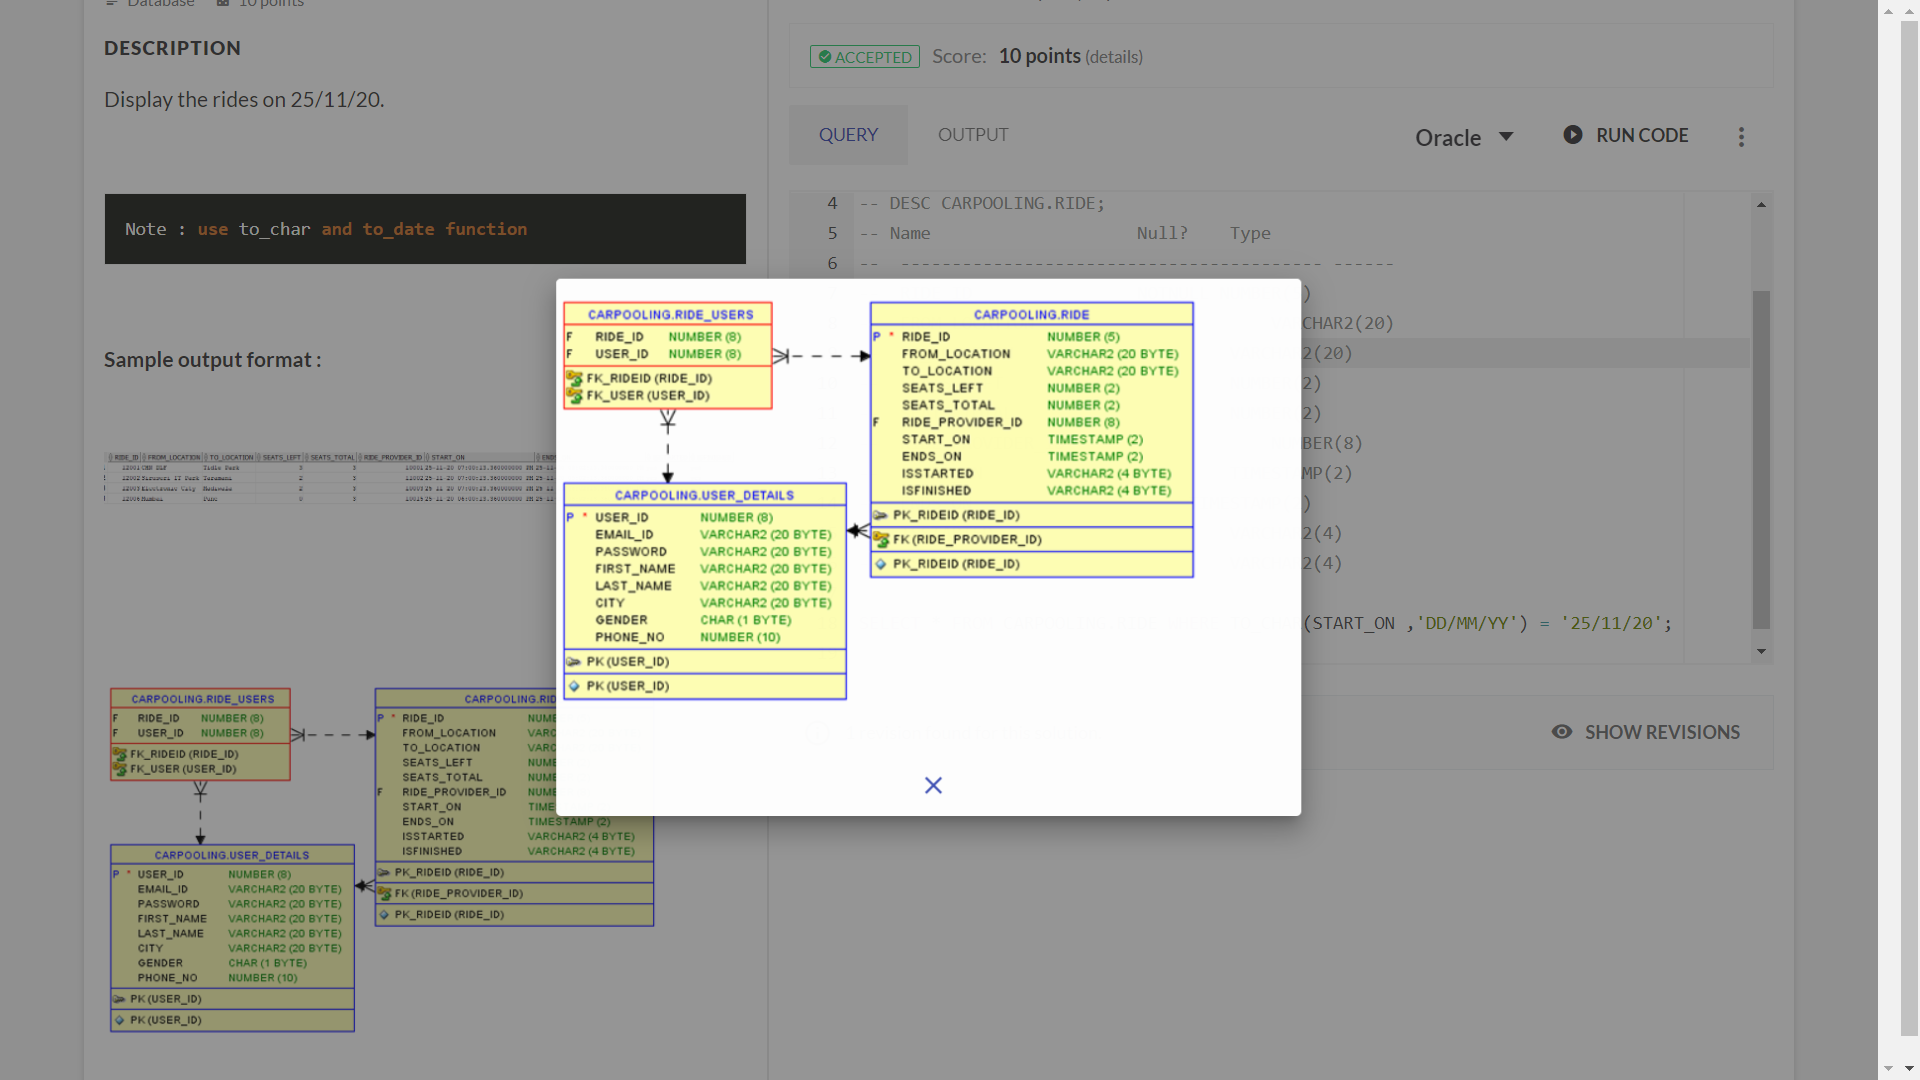 Database 10 points
DESCRIPTION
Display the rides on 25/11/20.
Note : use to_char and to_date function
Sample output format :
RIDE_ID FROM_LOCATION TO_LOCATION SEATS_LEFT SEATS_TOTAL RIDE_PROVIDER_ID START_ON
CARPOOLING.RIDE_USERS
F RIDE_ID NUMBER (8)
F USER_ID NUMBER (8)
FK_RIDEID (RIDE_ID)
FK_USER (USER_ID)
CARPOOLING.USER_DETAILS
P * USER_ID NUMBER (8)
EMAIL_ID VARCHAR2 (20 BYTE)
PASSWORD VARCHAR2 (20 BYTE)
FIRST_NAME VARCHAR2 (20 BYTE)
LAST_NAME VARCHAR2 (20 BYTE)
CITY VARCHAR2 (20 BYTE)
GENDER CHAR (1 BYTE)
PHONE_NO NUMBER (10)
PK (USER_ID)
PK (USER_ID)
CARPOOLING.RID
P * RIDE_ID NUME
FROM_LOCATION VARC
TO_LOCATION VARC
SEATS_LEFT NUME
SEATS_TOTAL NUME
F RIDE_PROVIDER_ID NUME
START_ON TIME
ENDS_ON TIMESTAMP (2)
ISSTARTED VARCHAR2 (4 BYTE)
ISFINISHED VARCHAR2 (4 BYTE)
PK_RIDEID (RIDE_ID)
FK (RIDE_PROVIDER_ID)
PK_RIDEID (RIDE_ID)
ACCEPTED Score: 10 points (details)
QUERY OUTPUT Oracle RUN CODE
4 -- DESC CARPOOLING.RIDE;
5 -- Name Null? Type
6 -- ----------------------------------------- ------
)
CHAR2(20)
2(20)
2)
2)
BER(8)
MP(2)
)
2(4)
2(4)
(START_ON ,'DD/MM/YY') = '25/11/20';
SHOW REVISIONS
CARPOOLING.RIDE_USERS
F RIDE_ID NUMBER (8)
F USER_ID NUMBER (8)
FK_RIDEID (RIDE_ID)
FK_USER (USER_ID)
CARPOOLING.USER_DETAILS
P * USER_ID NUMBER (8)
EMAIL_ID VARCHAR2 (20 BYTE)
PASSWORD VARCHAR2 (20 BYTE)
FIRST_NAME VARCHAR2 (20 BYTE)
LAST_NAME VARCHAR2 (20 BYTE)
CITY VARCHAR2 (20 BYTE)
GENDER CHAR (1 BYTE)
PHONE_NO NUMBER (10)
PK (USER_ID)
PK (USER_ID)
CARPOOLING.RIDE
P * RIDE_ID NUMBER (5)
FROM_LOCATION VARCHAR2 (20 BYTE)
TO_LOCATION VARCHAR2 (20 BYTE)
SEATS_LEFT NUMBER (2)
SEATS_TOTAL NUMBER (2)
F RIDE_PROVIDER_ID NUMBER (8)
START_ON TIMESTAMP (2)
ENDS_ON TIMESTAMP (2)
ISSTARTED VARCHAR2 (4 BYTE)
ISFINISHED VARCHAR2 (4 BYTE)
PK_RIDEID (RIDE_ID)
FK (RIDE_PROVIDER_ID)
PK_RIDEID (RIDE_ID)